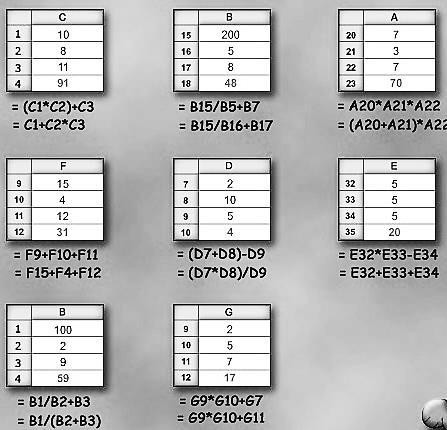 C B A
1 10 15 200 20 7
2 8 16 5 21 3
3 11 17 8 22 7
4 91 18 48 23 70
= (C1*C2)+C3 = B15/B5+B7 = A20*A21*A22
= C1+C2*C3 = B15/B16+B17 = (A20+A21)*A22
F D E
9 15 7 2 32 5
10 4 8 10 33 5
11 12 9 5 34 5
12 31 10 4 35 20
= F9+F10+F11 = (D7+D8)-D9 = E32*E33-E34
= F15+F4+F12 = (D7*D8)/D9 = E32+E33+E34
B G
1 100 9 2
2 2 10 5
3 9 11 7
4 59 12 17
= B1/B2+B3 = G9*G10+G7
= B1/(B2+B3) = G9*G10+G11